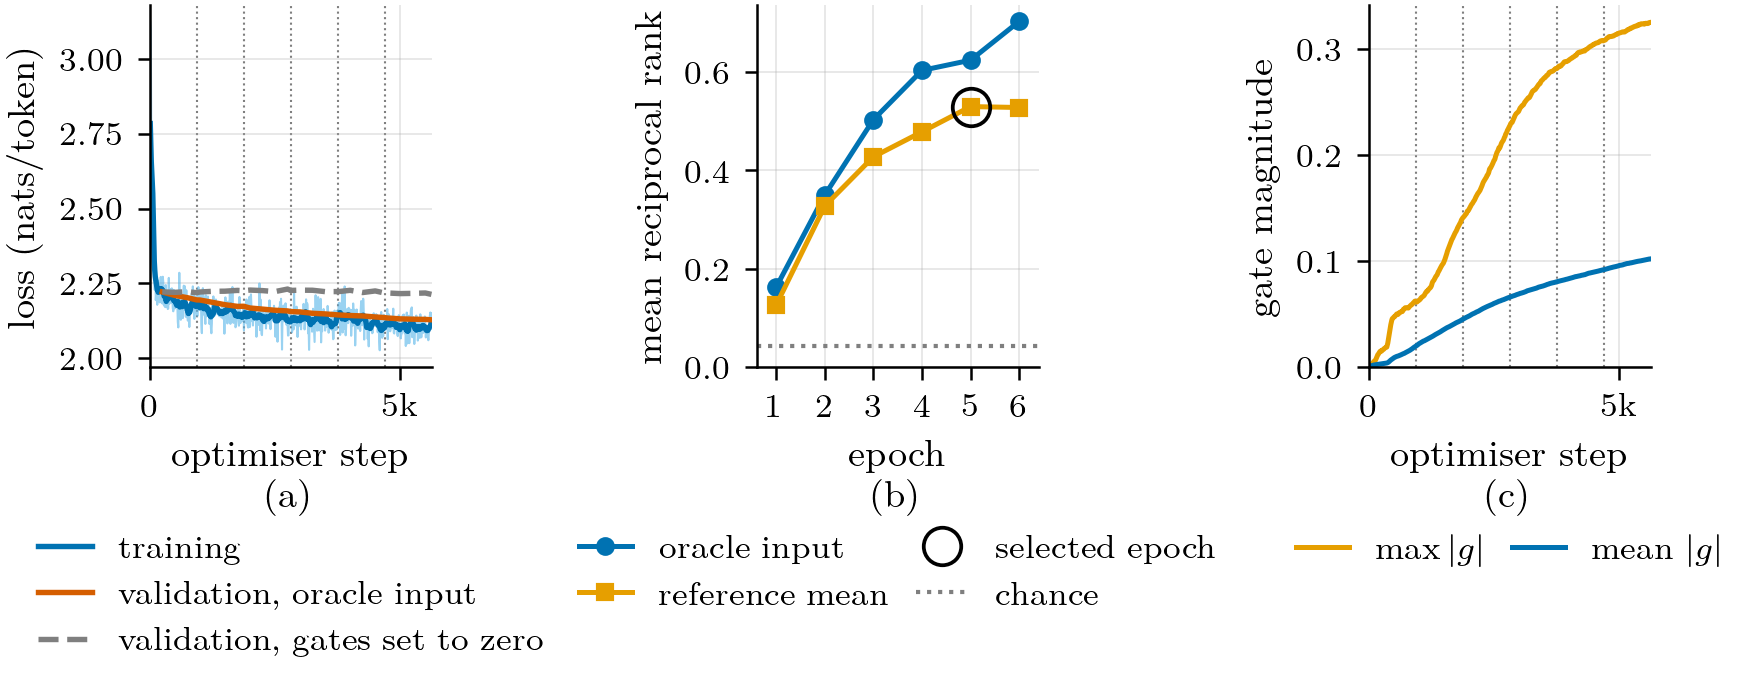 loss (nats/token)
3.00
2.75
2.50
2.25
2.00
0
5k
optimiser step
(a)
mean reciprocal rank
0.6
0.4
0.2
0.0
1 2 3 4 5 6
epoch
(b)
gate magnitude
0.3
0.2
0.1
0.0
0
5k
optimiser step
(c)
training
validation, oracle input
validation, gates set to zero
oracle input
reference mean
selected epoch
chance
max |g|
mean |g|